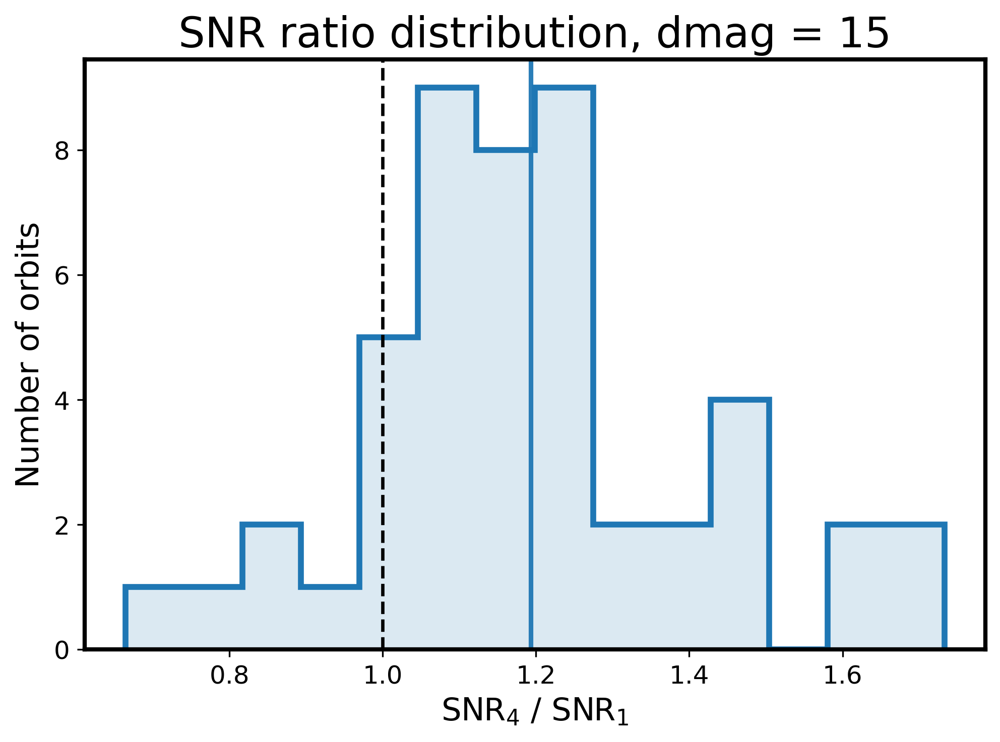 SNR ratio distribution, dmag = 15
Number of orbits
8
6
4
2
0
0.8 1.0 1.2 1.4 1.6
SNR₄ / SNR₁